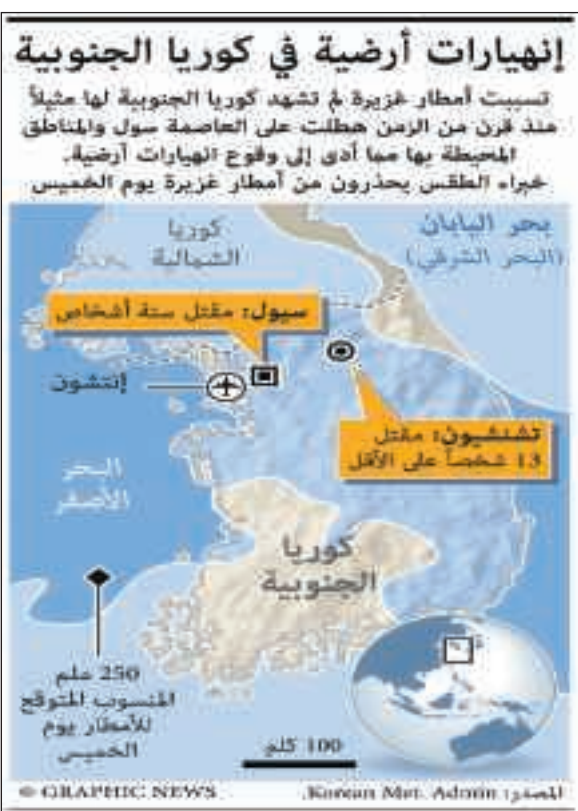 إنهيارات أرضية في كوريا الجنوبية
تسببت أمطار غزيرة لم تشهد كوريا الجنوبية لها مثيلاً
منذ قرن من الزمن هطلت على العاصمة سول والمناطق
المحيطة بها مما أدى إلى وقوع انهيارات أرضية.
خبراء الطقس يحذرون من أمطار غزيرة يوم الخميس
بحر اليابان
(البحر الشرقي)
كوريا
الشمالية
سيول: مقتل ستة أشخاص
إنتشون
تشنشيون: مقتل
13 شخصاً على الأقل
البحر
الأصفر
كوريا
الجنوبية
250 ملم
المنسوب المتوقع
للأمطار يوم
الخميس
100 كلم
المصدر: Korean Met. Admin.
© GRAPHIC NEWS